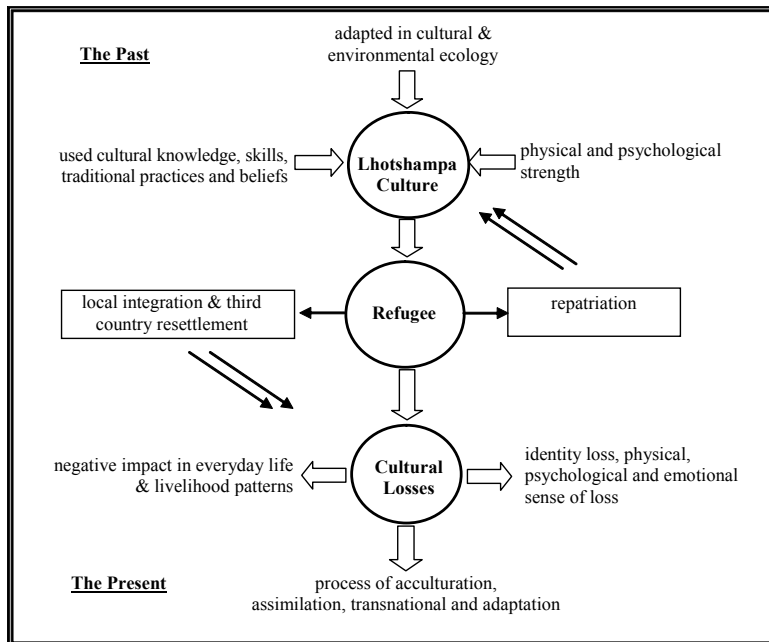 adapted in cultural &
environmental ecology
The Past
used cultural knowledge, skills,
traditional practices and beliefs
Lhotshampa
Culture
physical and psychological
strength
local integration & third
country resettlement
Refugee
repatriation
negative impact in everyday life
& livelihood patterns
Cultural
Losses
identity loss, physical,
psychological and emotional
sense of loss
The Present
process of acculturation,
assimilation, transnational and adaptation